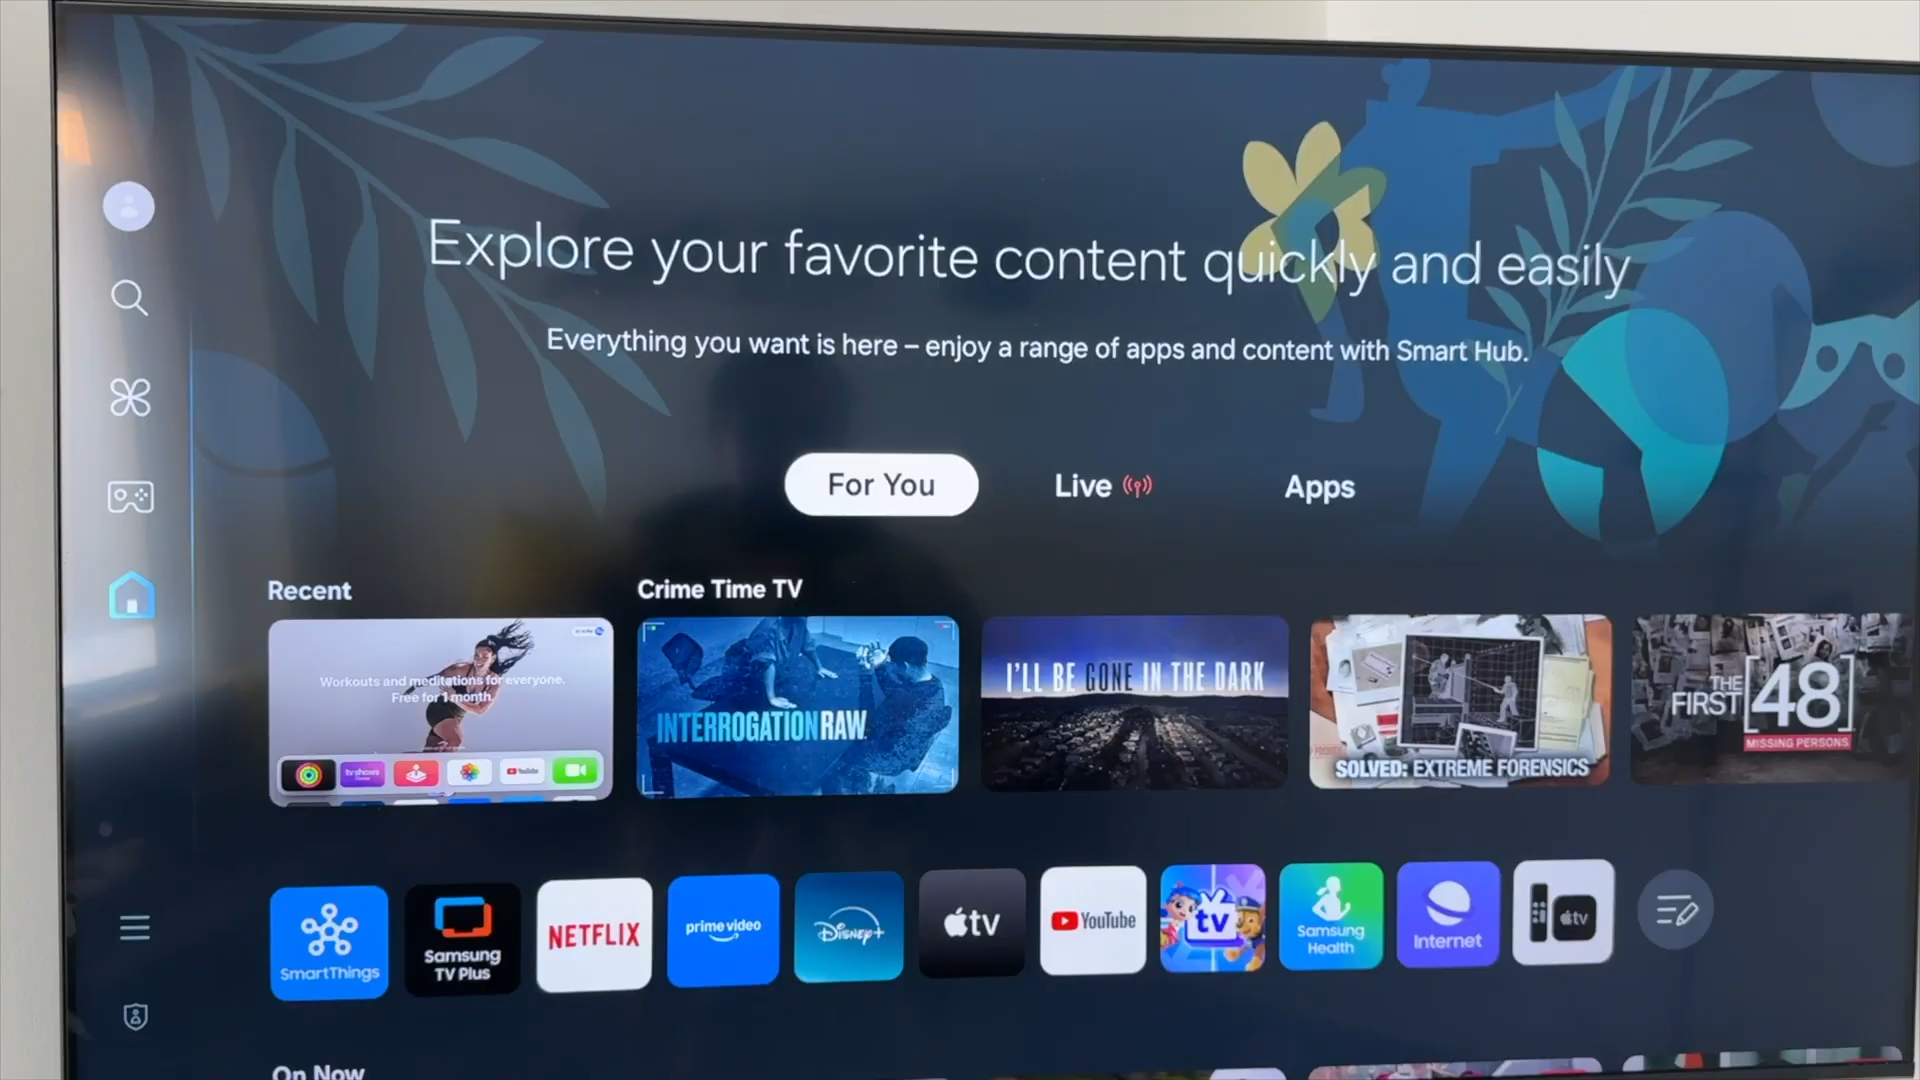 Explore your favorite content quickly and easily
Everything you want is here – enjoy a range of apps and content with Smart Hub.
For You
Live
Apps
Recent
Crime Time TV
Workouts and meditations for everyone.
Free for 1 month.
tv shows
YouTube
INTERROGATION RAW
I'LL BE GONE IN THE DARK
SOLVED: EXTREME FORENSICS
THE FIRST [48]
MISSING PERSONS
SmartThings
Samsung
TV Plus
NETFLIX
prime video
Disney+
tv
YouTube
tv
Samsung
Health
Internet
tv
On Now